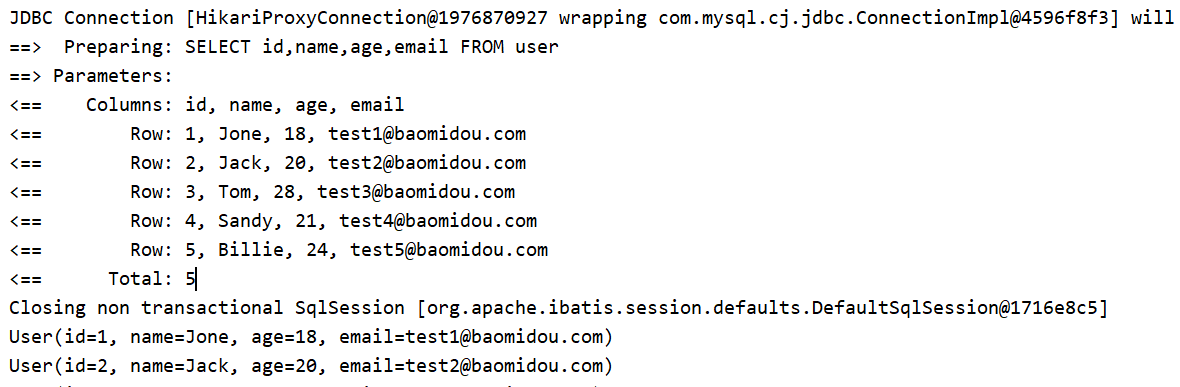 JDBC Connection [HikariProxyConnection@1976870927 wrapping com.mysql.cj.jdbc.ConnectionImpl@4596f8f3] will
==>  Preparing: SELECT id,name,age,email FROM user
==> Parameters:
<==    Columns: id, name, age, email
<==        Row: 1, Jone, 18, test1@baomidou.com
<==        Row: 2, Jack, 20, test2@baomidou.com
<==        Row: 3, Tom, 28, test3@baomidou.com
<==        Row: 4, Sandy, 21, test4@baomidou.com
<==        Row: 5, Billie, 24, test5@baomidou.com
<==      Total: 5
Closing non transactional SqlSession [org.apache.ibatis.session.defaults.DefaultSqlSession@1716e8c5]
User(id=1, name=Jone, age=18, email=test1@baomidou.com)
User(id=2, name=Jack, age=20, email=test2@baomidou.com)